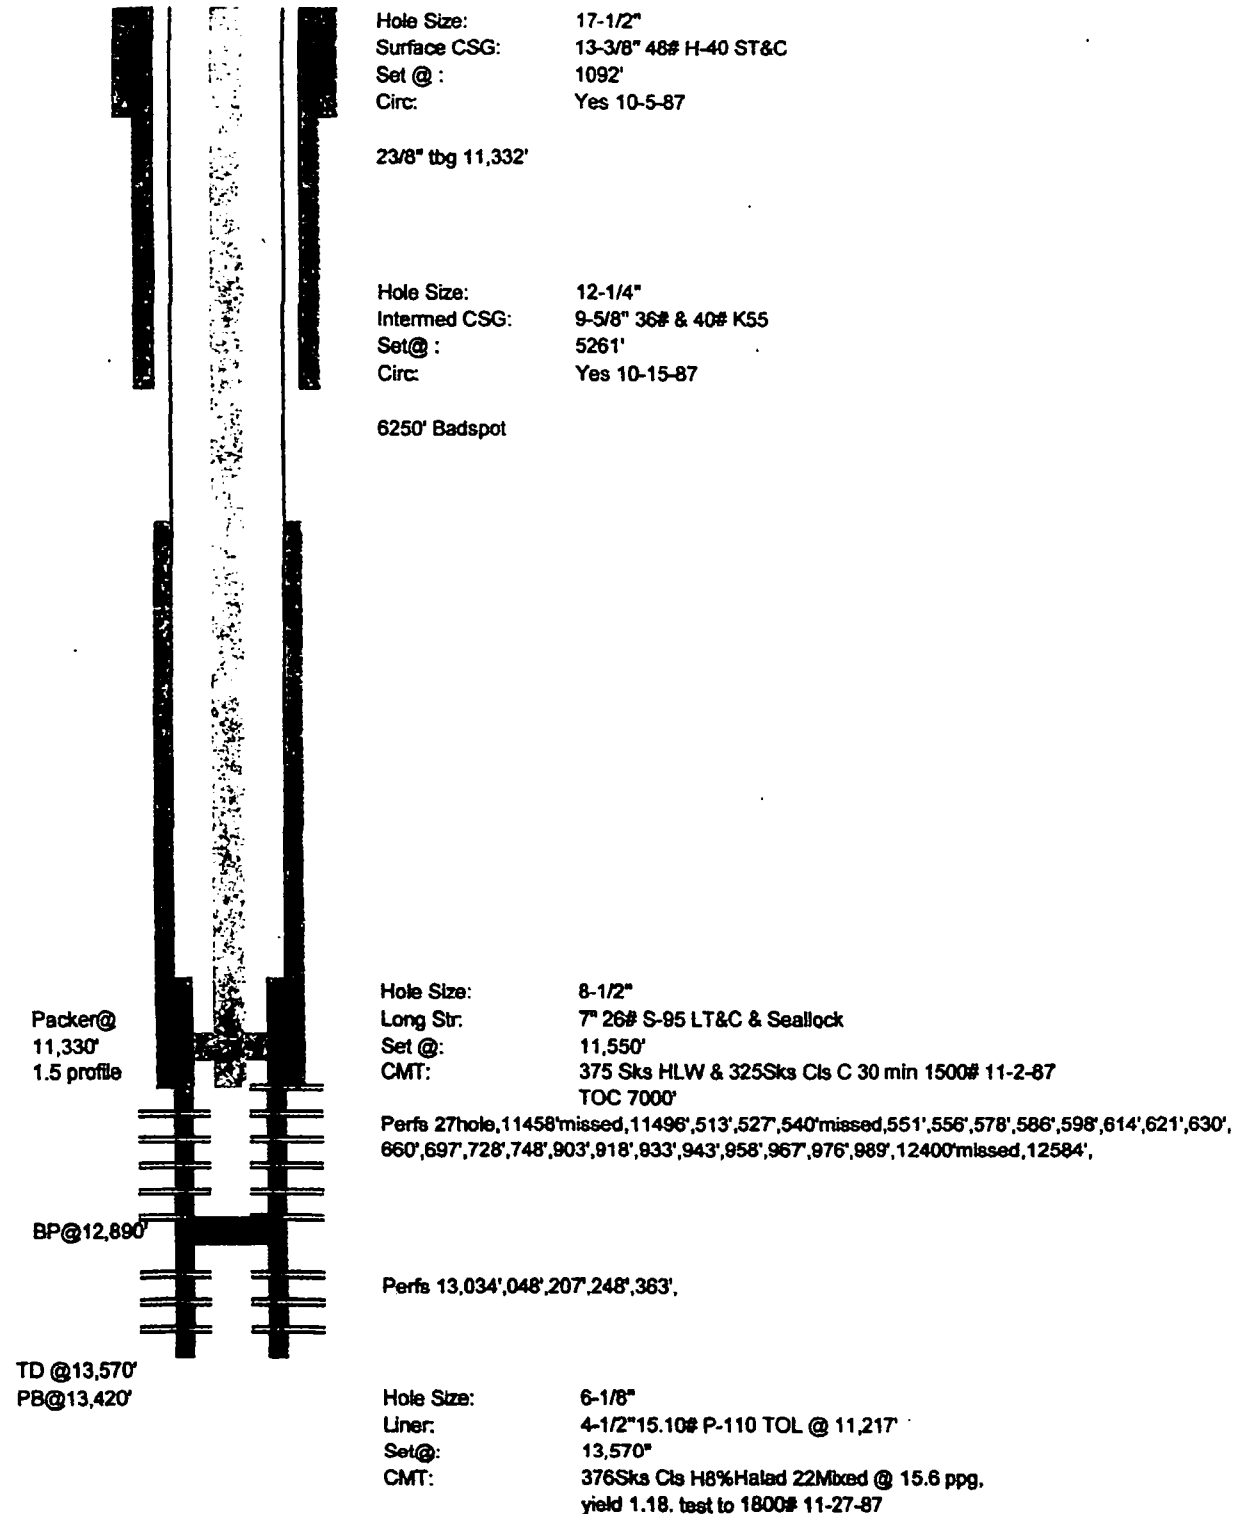 Hole Size: 17-1/2"
Surface CSG: 13-3/8" 48# H-40 ST&C
Set @ : 1092'
Circ: Yes 10-5-87
23/8" tbg 11,332'
Hole Size: 12-1/4"
Intermed CSG: 9-5/8" 36# & 40# K55
Set@ : 5261'
Circ: Yes 10-15-87
6250' Badspot
Hole Size: 8-1/2"
Long Str: 7" 26# S-95 LT&C & Seallock
Set @: 11,550'
CMT: 375 Sks HLW & 325Sks Cls C 30 min 1500# 11-2-87
TOC 7000'
Packer@
11,330'
1.5 profile
Perfs 27hole,11458'missed,11496',513',527',540'missed,551',556',578',586',598',614',621',630',
660',697',728',748',903',918',933',943',958',967',976',989',12400'missed,12584',
BP@12,890'
Perfs 13,034',048',207',248',363',
TD @13,570'
PB@13,420'
Hole Size: 6-1/8"
Liner: 4-1/2"15.10# P-110 TOL @ 11,217'
Set@: 13,570"
CMT: 376Sks Cls H8%Halad 22Mixed @ 15.6 ppg,
yield 1.18. test to 1800# 11-27-87